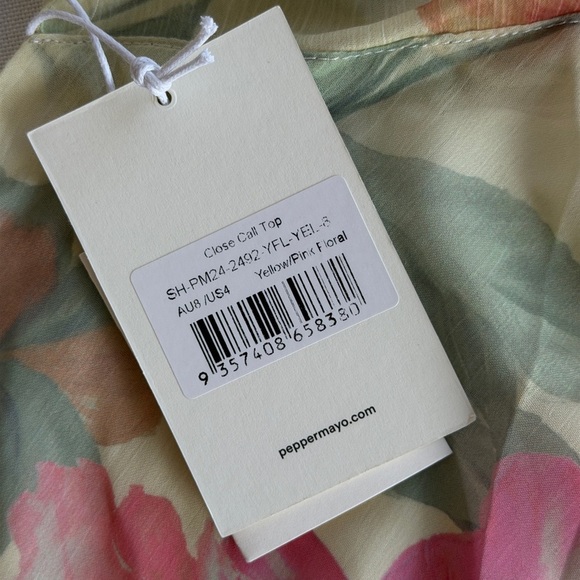 Close Call Top
SH-PM24-2492-YFL-YEL-8
AU8 /US4 Yellow/Pink Floral
9 357408 658380
peppermayo.com